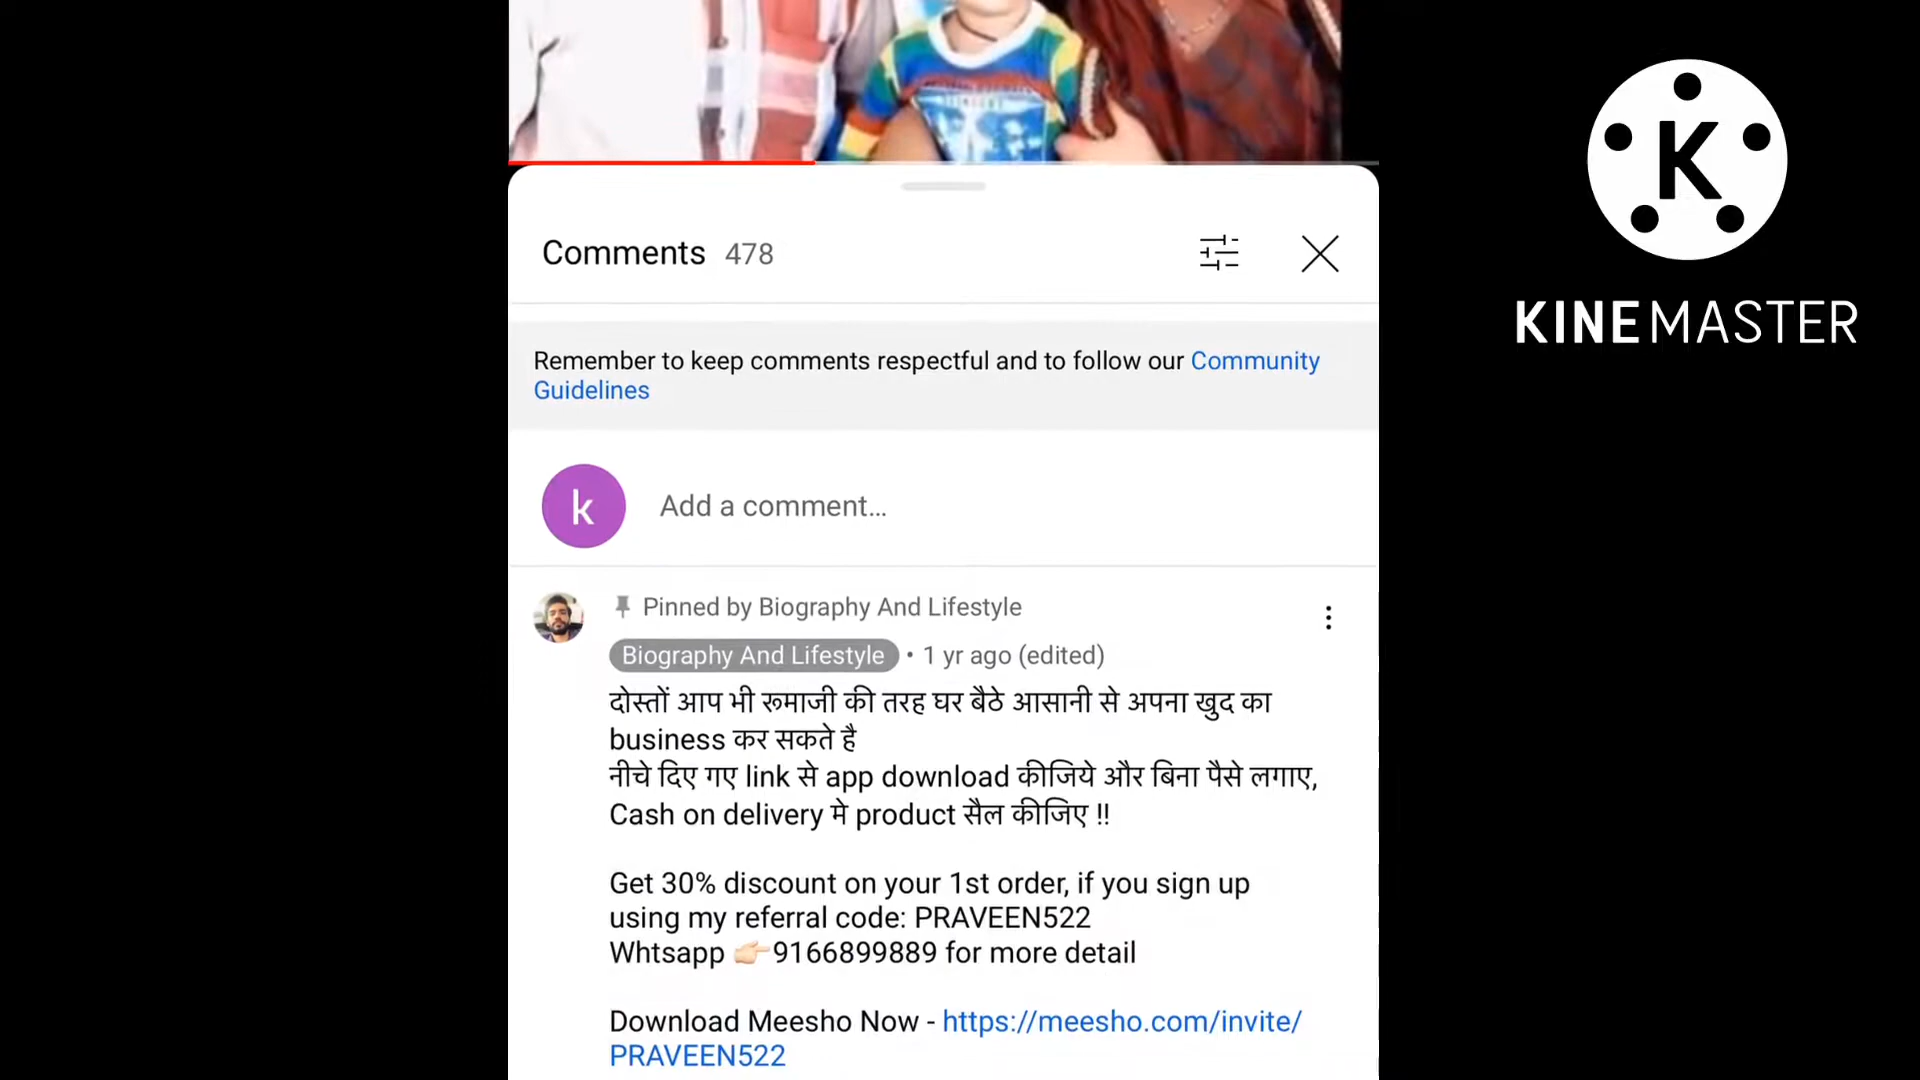 Comments 478
Remember to keep comments respectful and to follow our Community
Guidelines
k
Add a comment...
Pinned by Biography And Lifestyle
Biography And Lifestyle • 1 yr ago (edited)
दोस्तों आप भी रूमाजी की तरह घर बैठे आसानी से अपना खुद का
business कर सकते है
नीचे दिए गए link से app download कीजिये और बिना पैसे लगाए,
Cash on delivery मे product सैल कीजिए !!
Get 30% discount on your 1st order, if you sign up
using my referral code: PRAVEEN522
Whtsapp 👉🏻9166899889 for more detail
Download Meesho Now - https://meesho.com/invite/
PRAVEEN522
K
KINEMASTER